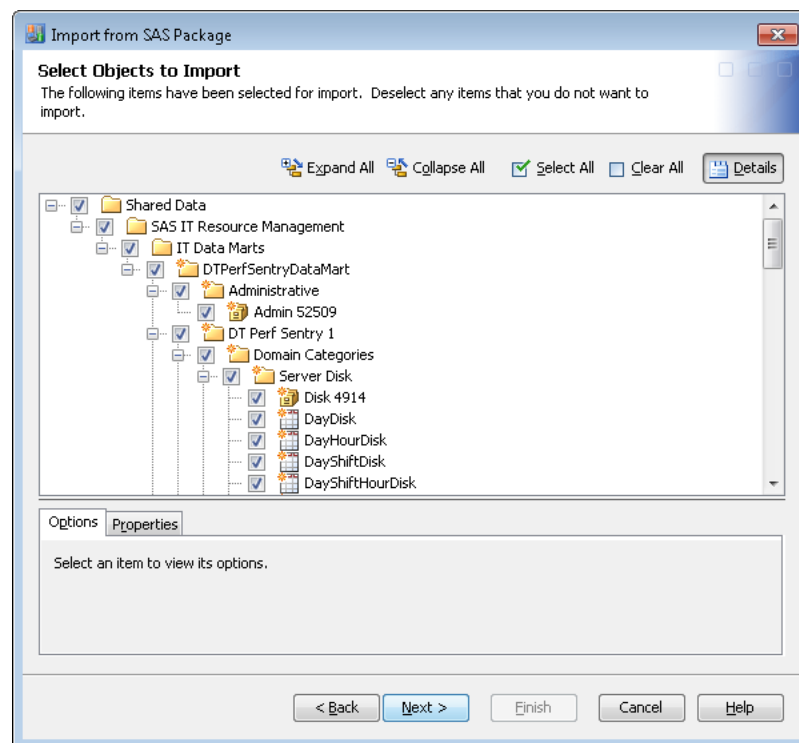 Import from SAS Package
Select Objects to Import
The following items have been selected for import. Deselect any items that you do not want to
import.
Expand All Collapse All Select All Clear All Details
Shared Data
SAS IT Resource Management
IT Data Marts
DTPerfSentryDataMart
Administrative
Admin 52509
DT Perf Sentry 1
Domain Categories
Server Disk
Disk 4914
DayDisk
DayHourDisk
DayShiftDisk
DayShiftHourDisk
Options Properties
Select an item to view its options.
< Back Next > Finish Cancel Help